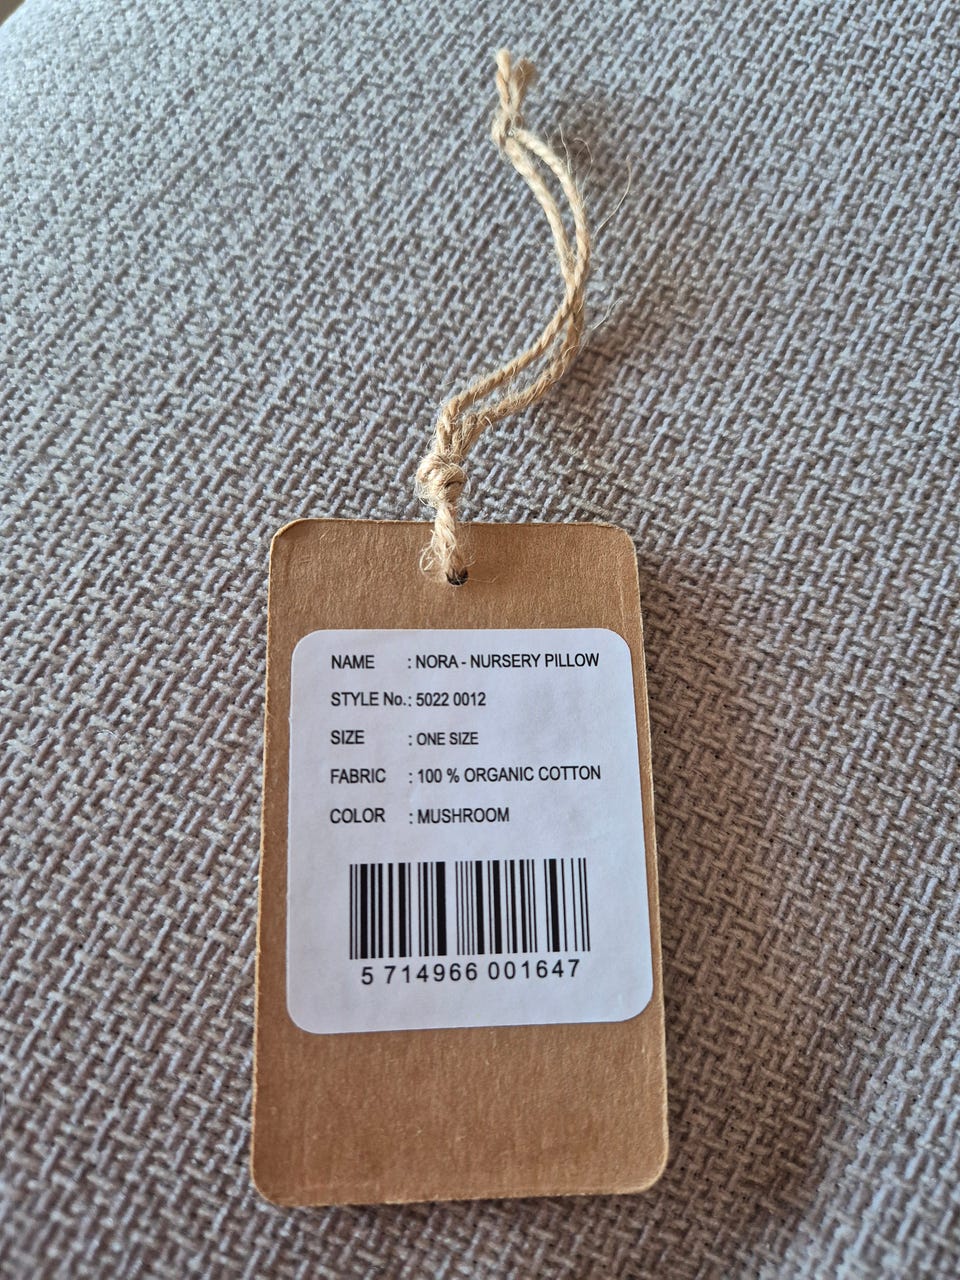 NAME : NORA - NURSERY PILLOW
STYLE No.: 5022 0012
SIZE : ONE SIZE
FABRIC : 100 % ORGANIC COTTON
COLOR : MUSHROOM
5 714966 001647